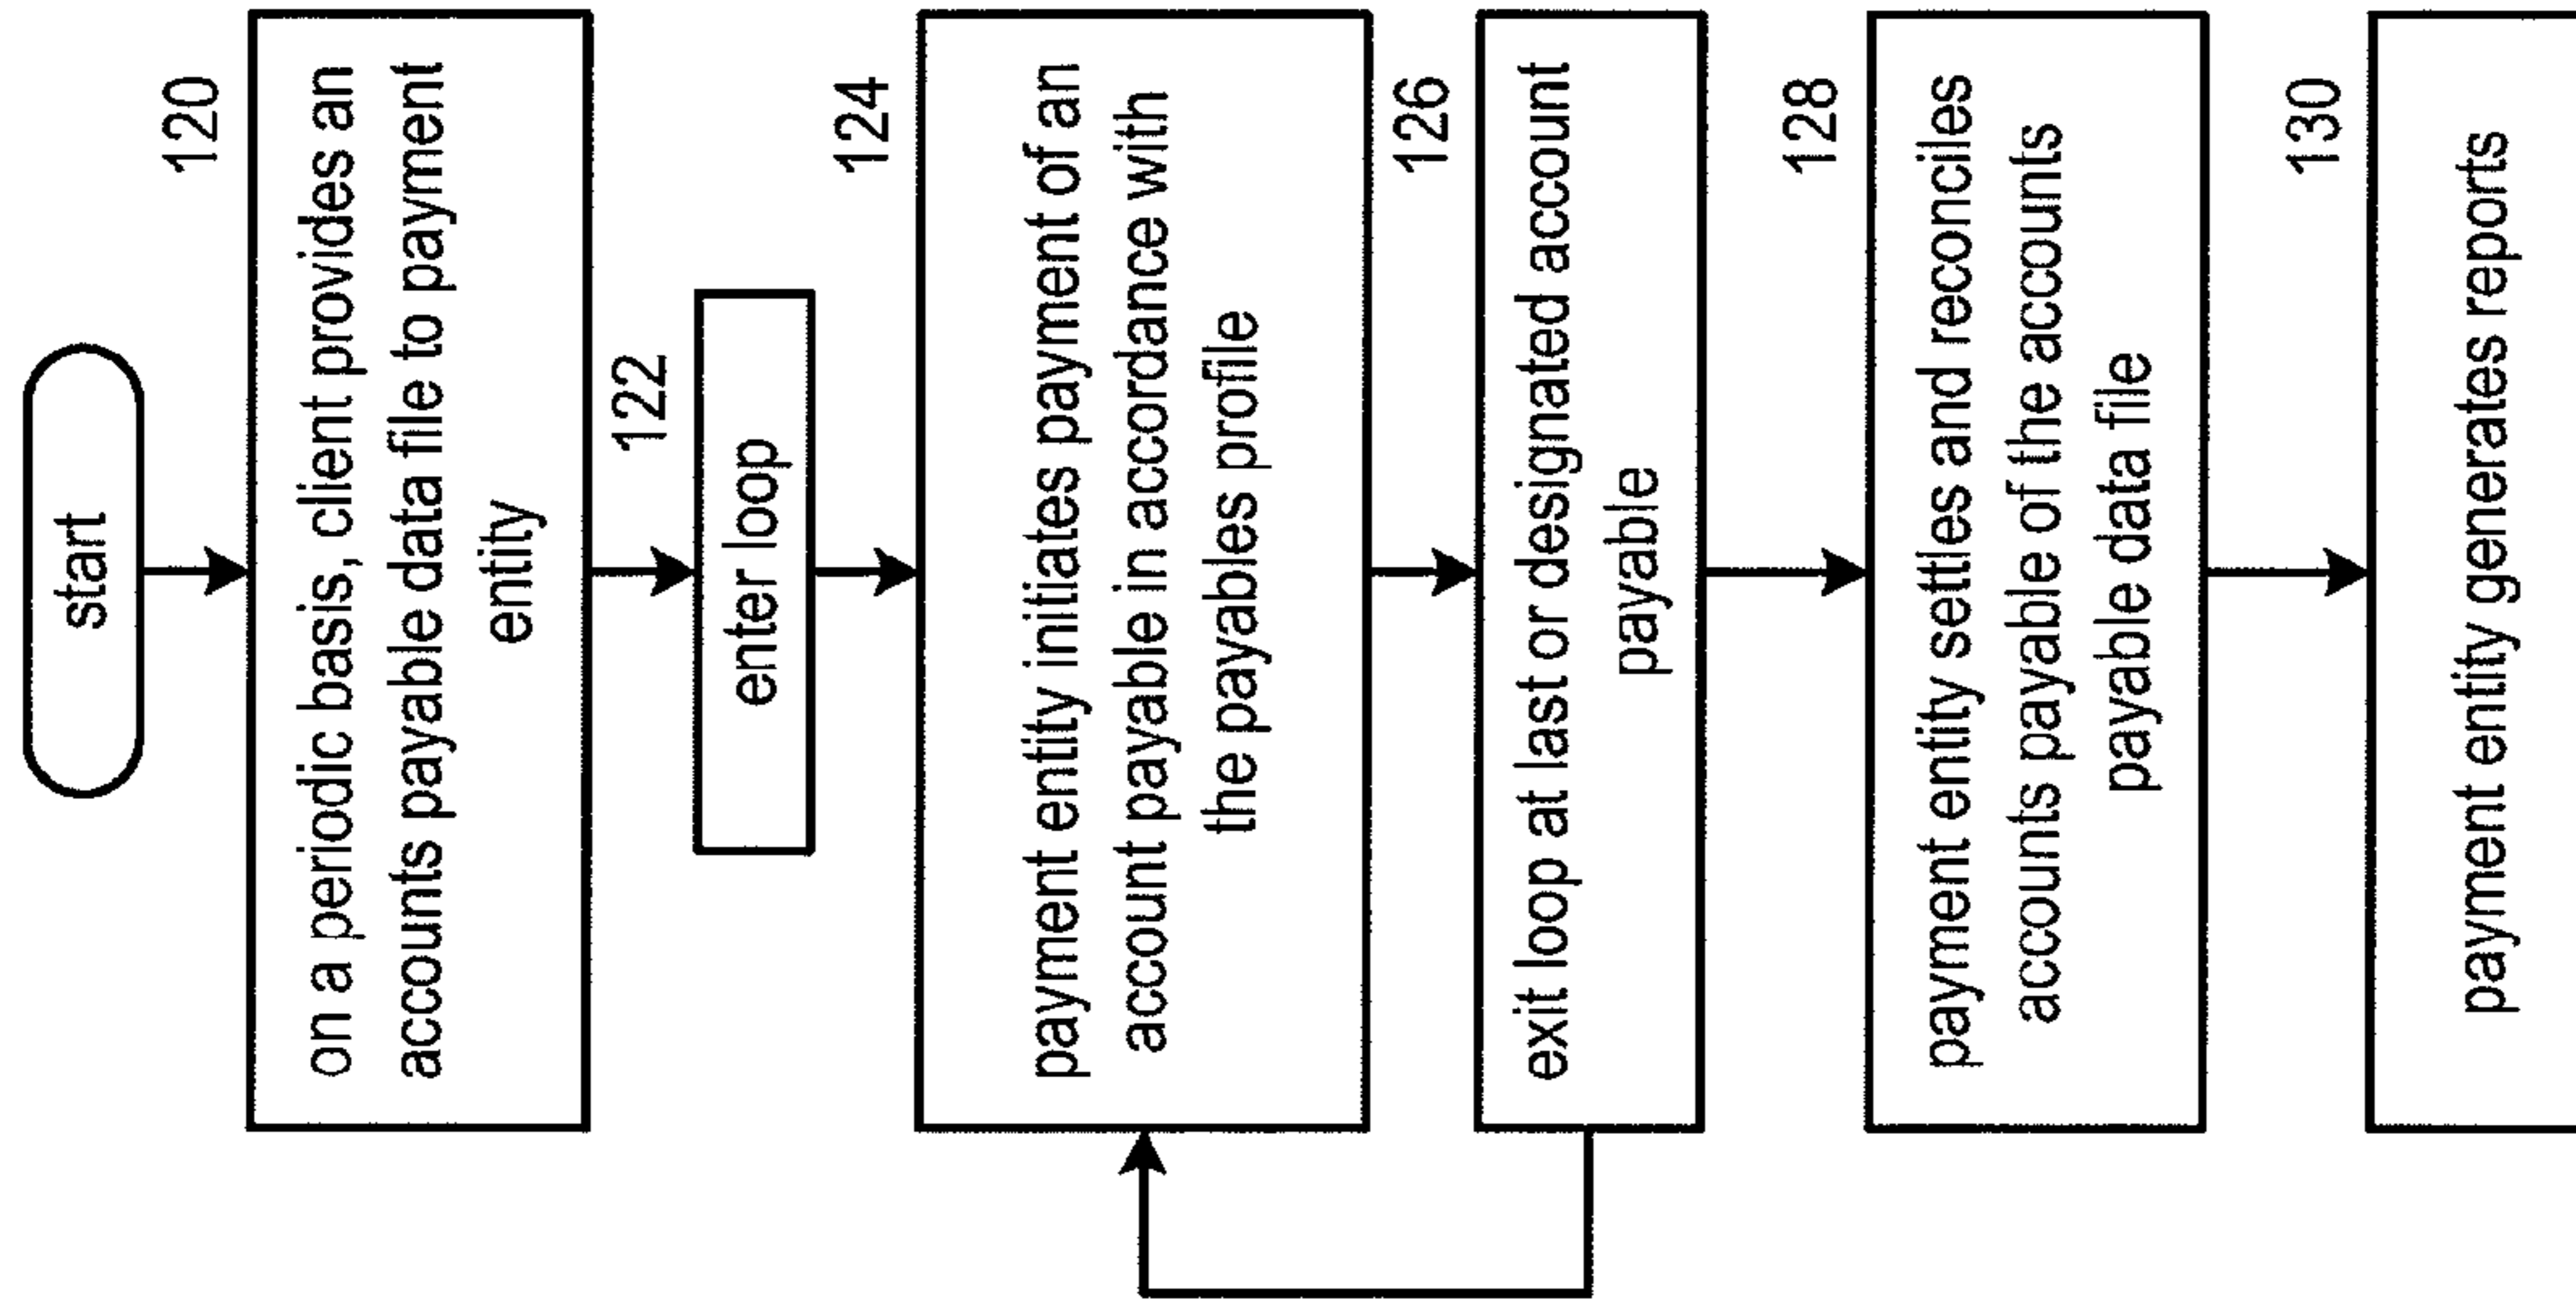 start
120
on a periodic basis, client provides an
accounts payable data file to payment
entity
122
enter loop
124
payment entity initiates payment of an
account payable in accordance with
the payables profile
126
exit loop at last or designated account
payable
128
payment entity settles and reconciles
accounts payable of the accounts
payable data file
130
payment entity generates reports